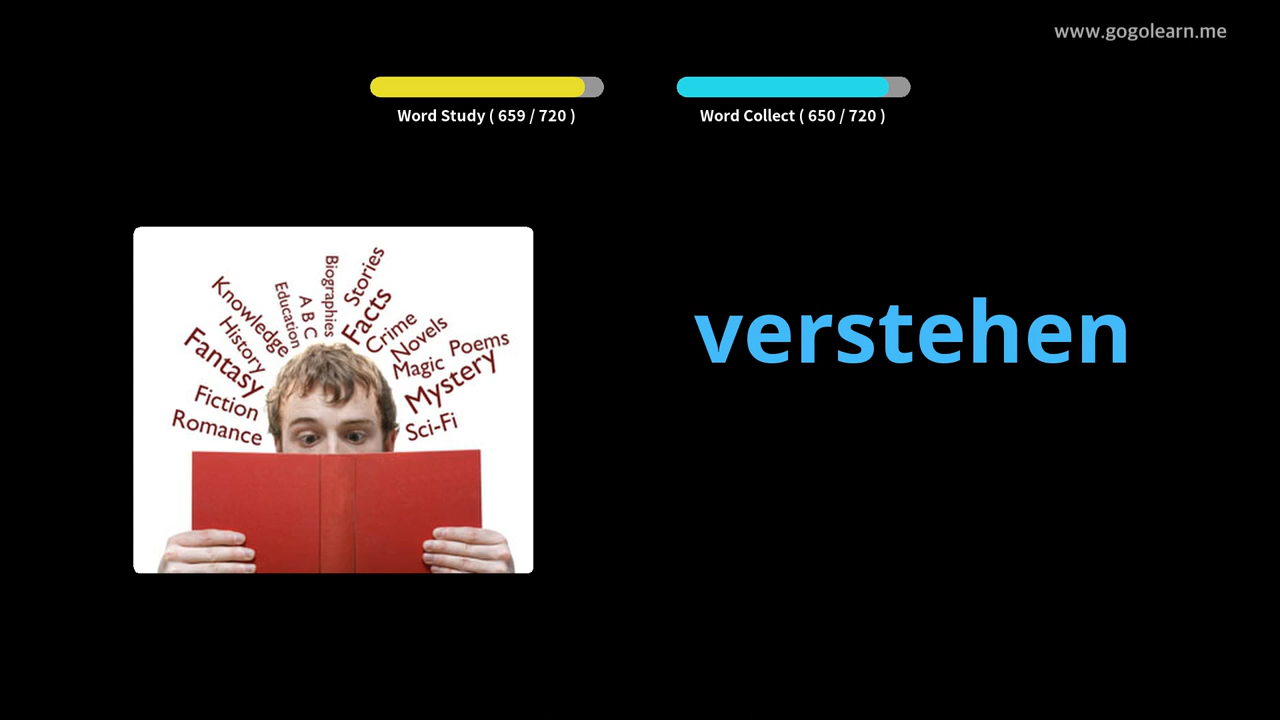 www.gogolearn.me
Word Study ( 659 / 720 )
Word Collect ( 650 / 720 )
Knowledge
History
Fantasy
Fiction
Romance
Education
A B C
Biographies
Stories
Facts
Crime
Novels
Magic
Poems
Mystery
Sci-Fi
verstehen